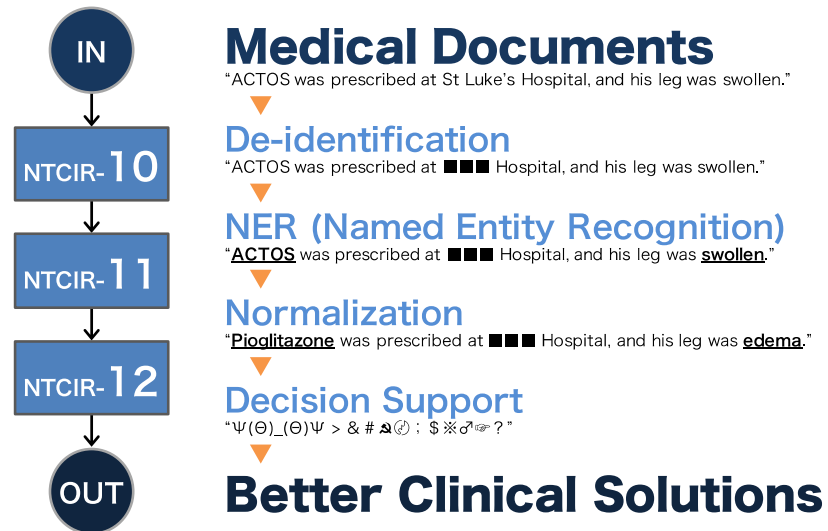 IN
Medical Documents
“ACTOS was prescribed at St Luke’s Hospital, and his leg was swollen.”
De-identification
“ACTOS was prescribed at ■■■ Hospital, and his leg was swollen.”
NTCIR-10
NER (Named Entity Recognition)
“ACTOS was prescribed at ■■■ Hospital, and his leg was swollen.”
NTCIR-11
Normalization
“Pioglitazone was prescribed at ■■■ Hospital, and his leg was edema.”
NTCIR-12
Decision Support
“Ψ(Θ)_(Θ)Ψ > & # ; $※♂☞?”
OUT
Better Clinical Solutions